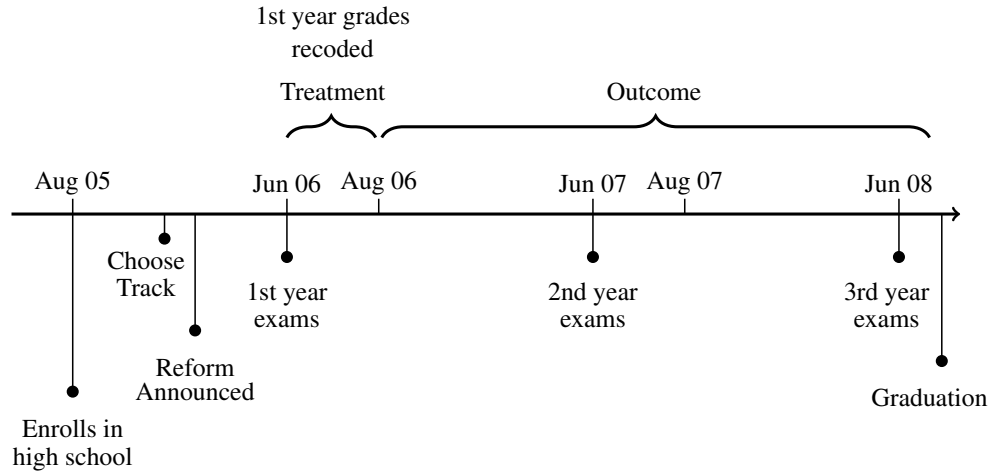 1st year grades
recoded
Treatment
Outcome
Aug 05
Jun 06
Aug 06
Jun 07
Aug 07
Jun 08
Choose
Track
1st year
exams
2nd year
exams
3rd year
exams
Reform
Announced
Graduation
Enrolls in
high school